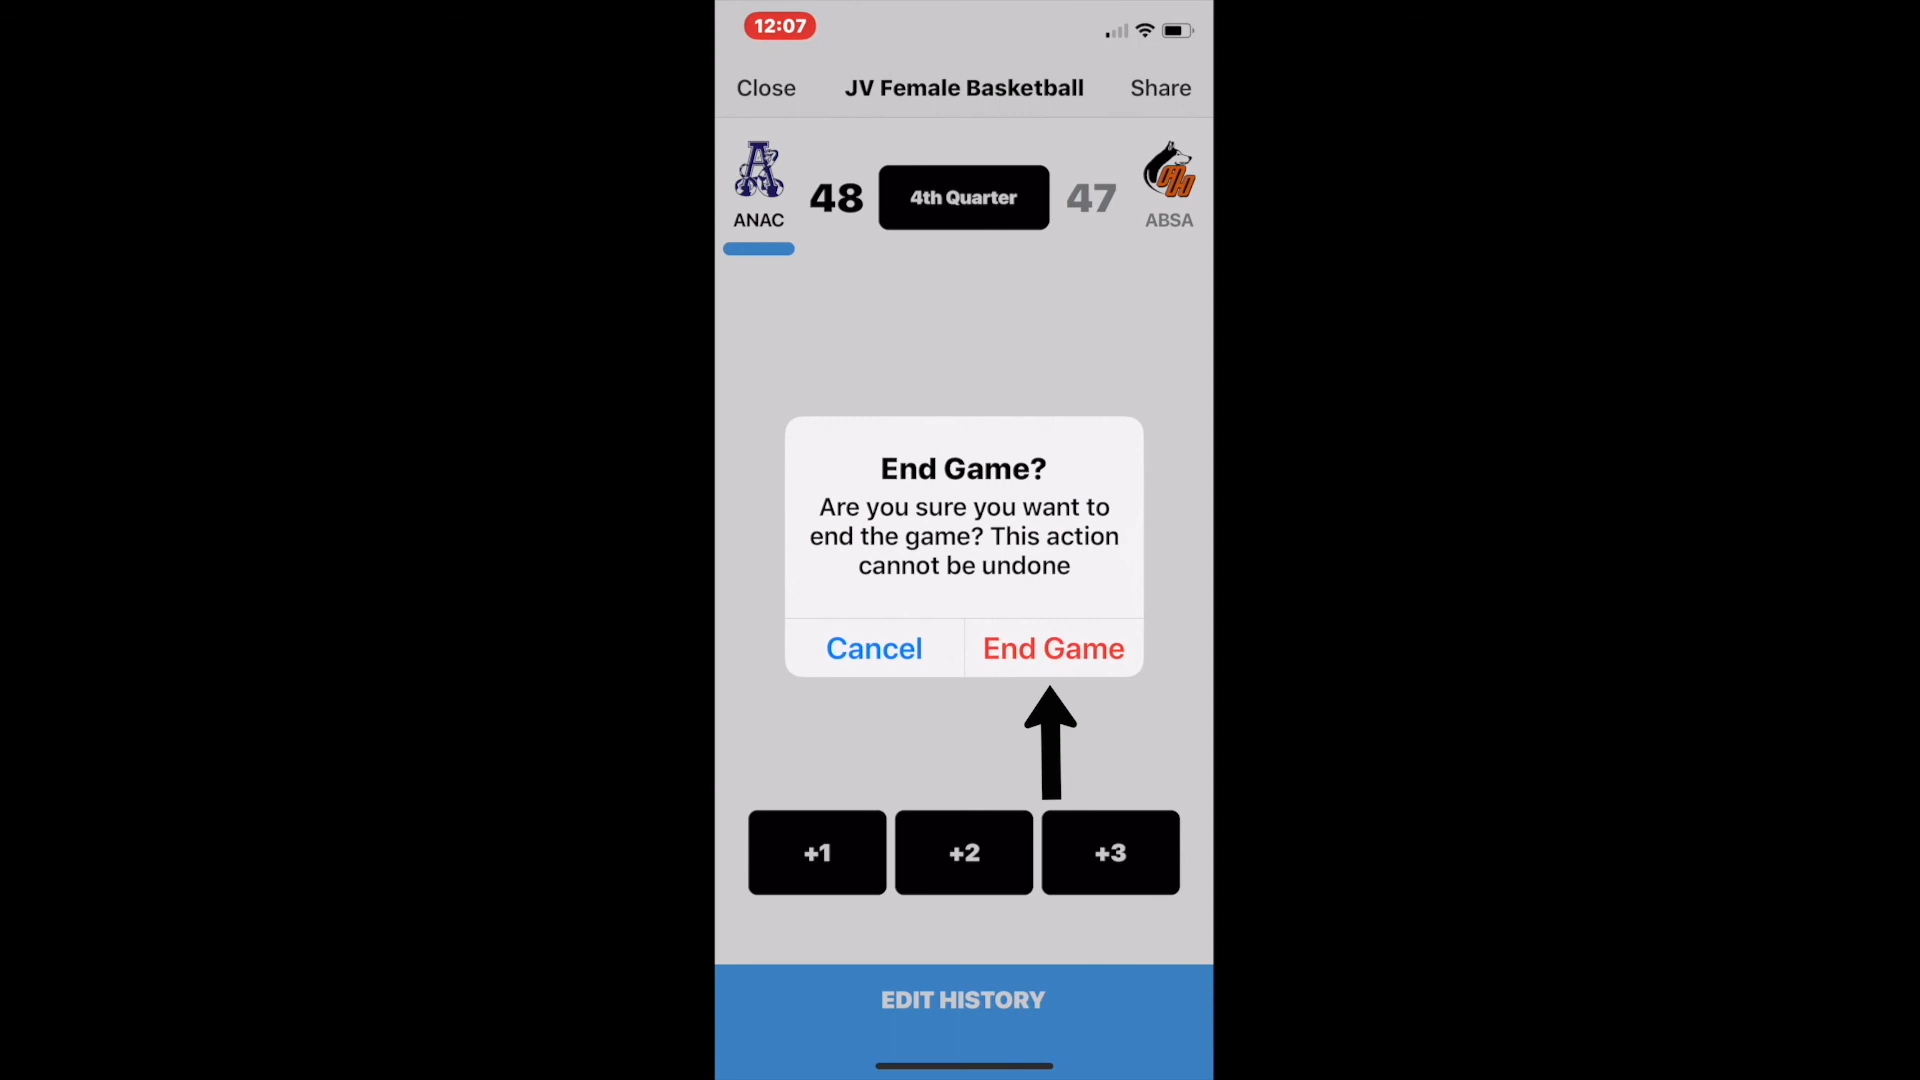 12:07
Close
JV Female Basketball
Share
48
4th Quarter
47
ANAC
ABSA
End Game?
Are you sure you want to
end the game? This action
cannot be undone
Cancel
End Game
+1
+2
+3
EDIT HISTORY